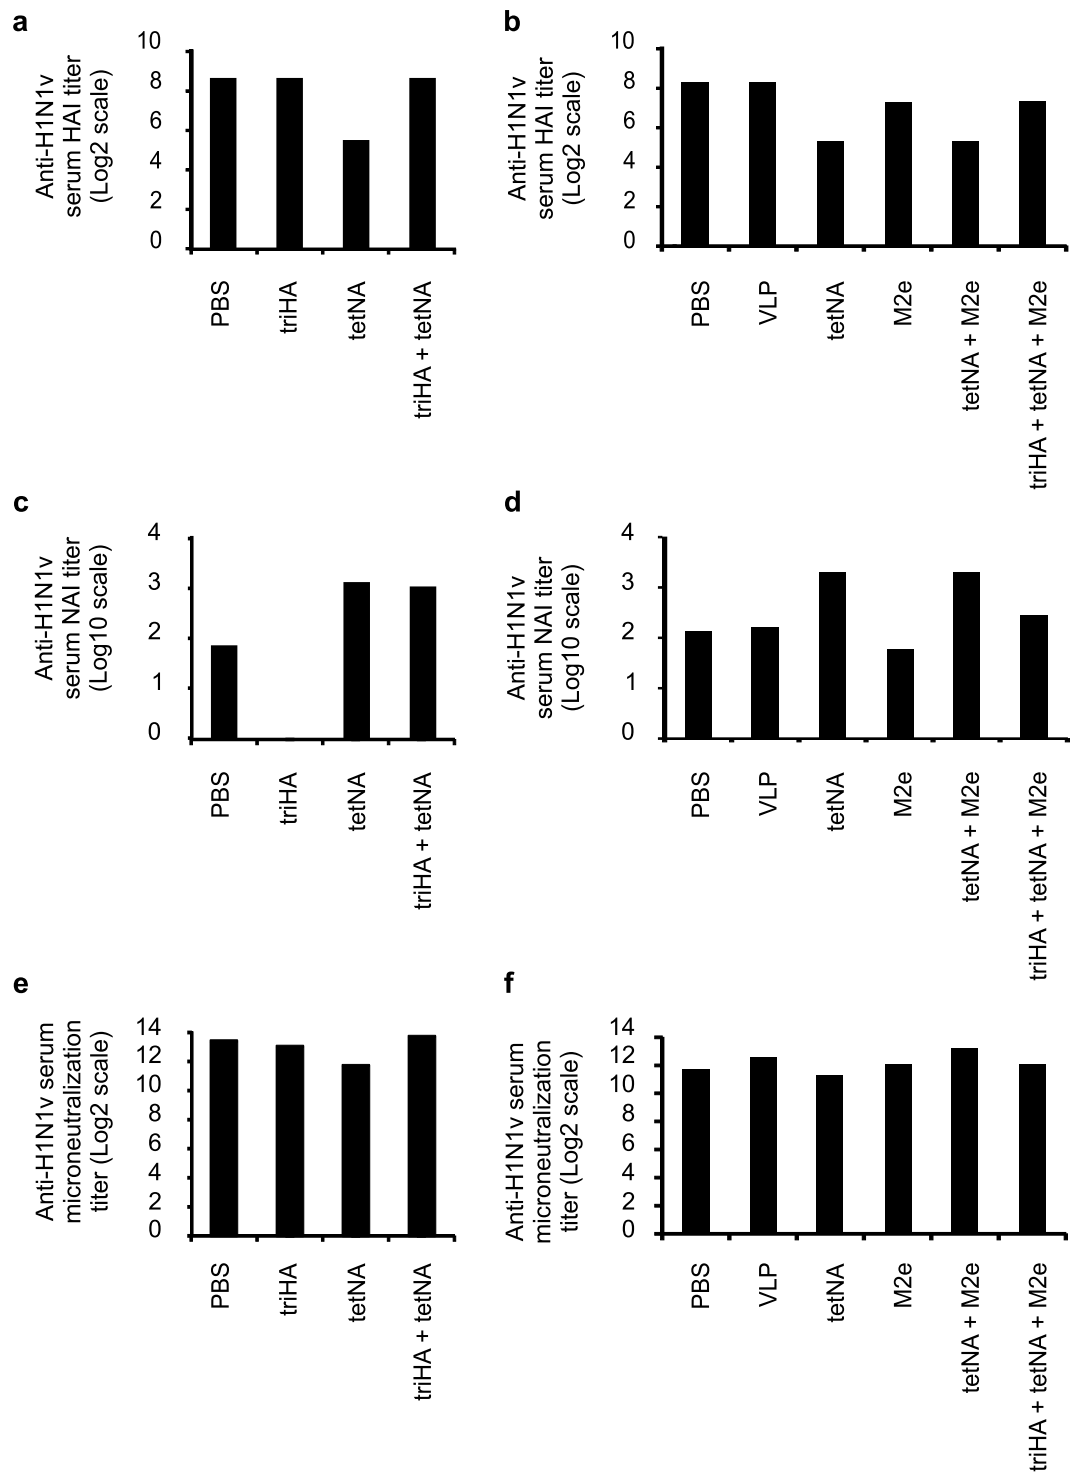 a
Anti-H1N1v
serum HAI titer
(Log2 scale)
10
8
6
4
2
0
PBS
triHA
tetNA
triHA + tetNA
b
Anti-H1N1v
serum HAI titer
(Log2 scale)
10
8
6
4
2
0
PBS
VLP
tetNA
M2e
tetNA + M2e
triHA + tetNA + M2e
c
Anti-H1N1v
serum NAI titer
(Log10 scale)
4
3
2
1
0
PBS
triHA
tetNA
triHA + tetNA
d
Anti-H1N1v
serum NAI titer
(Log10 scale)
4
3
2
1
0
PBS
VLP
tetNA
M2e
tetNA + M2e
triHA + tetNA + M2e
e
Anti-H1N1v serum
microneutralization
titer (Log2 scale)
14
12
10
8
6
4
2
0
PBS
triHA
tetNA
triHA + tetNA
f
Anti-H1N1v serum
microneutralization
titer (Log2 scale)
14
12
10
8
6
4
2
0
PBS
VLP
tetNA
M2e
tetNA + M2e
triHA + tetNA + M2e